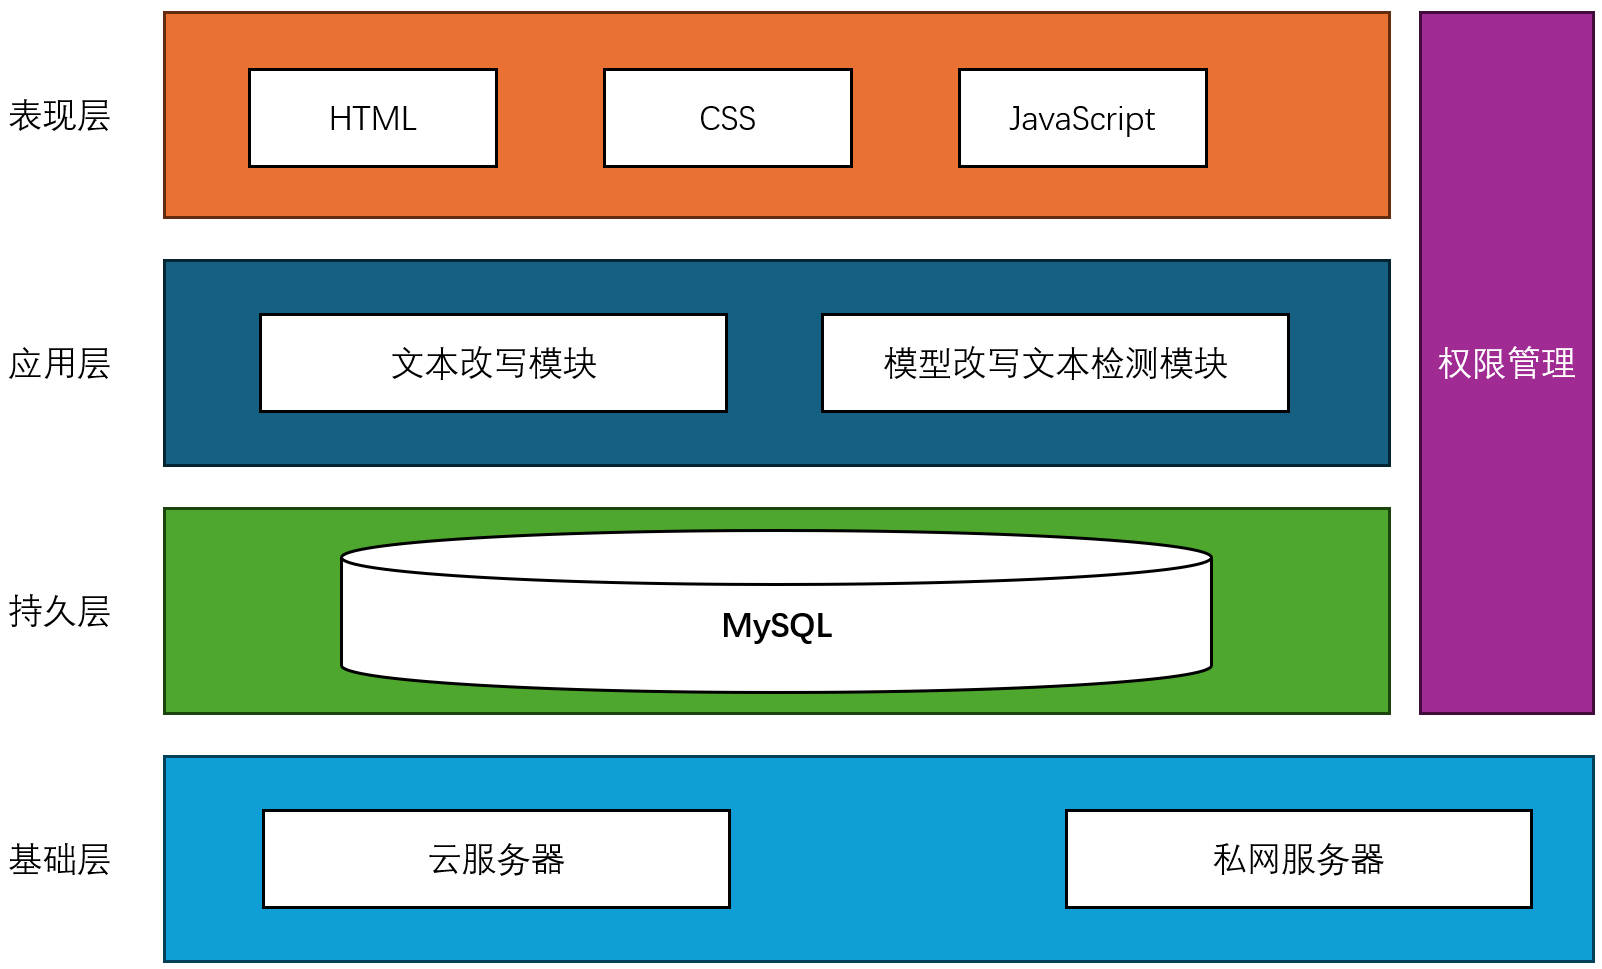 表现层
HTML
CSS
JavaScript
应用层
文本改写模块
模型改写文本检测模块
权限管理
持久层
MySQL
基础层
云服务器
私网服务器